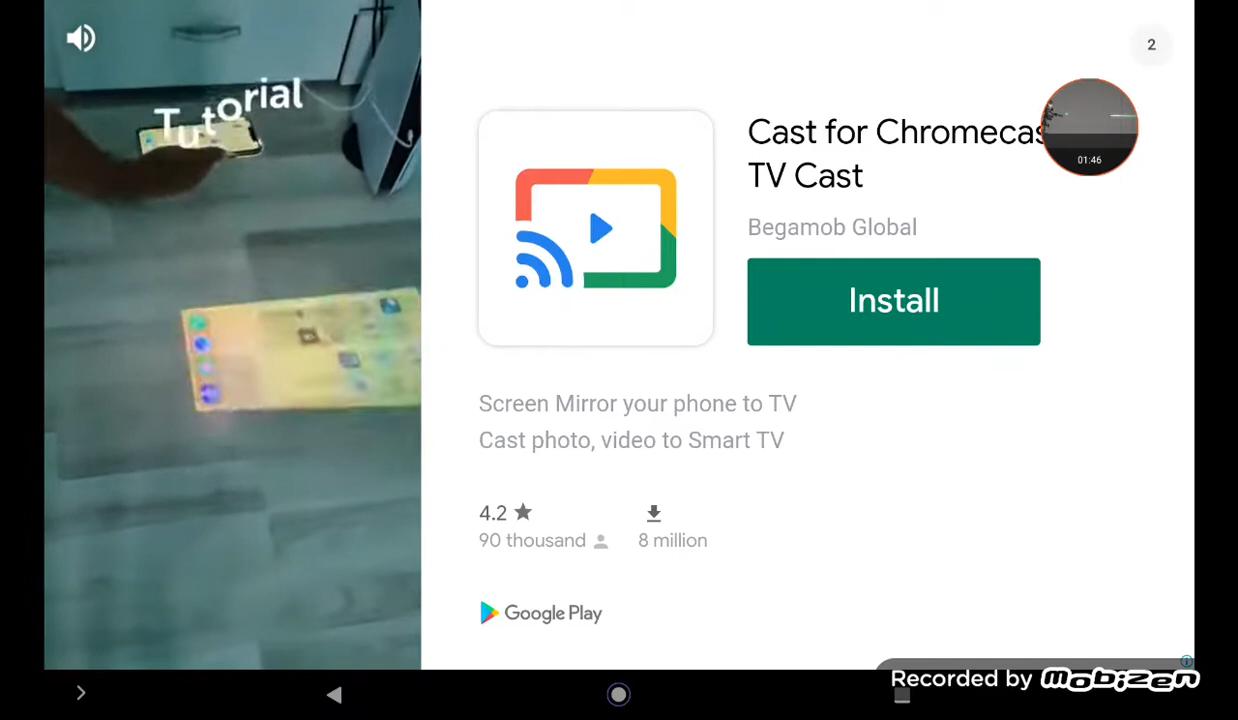 Tutorial
2
Cast for Chromecas
TV Cast
01:46
Begamob Global
Install
Screen Mirror your phone to TV
Cast photo, video to Smart TV
4.2
90 thousand
8 million
Google Play
Recorded by mobizen